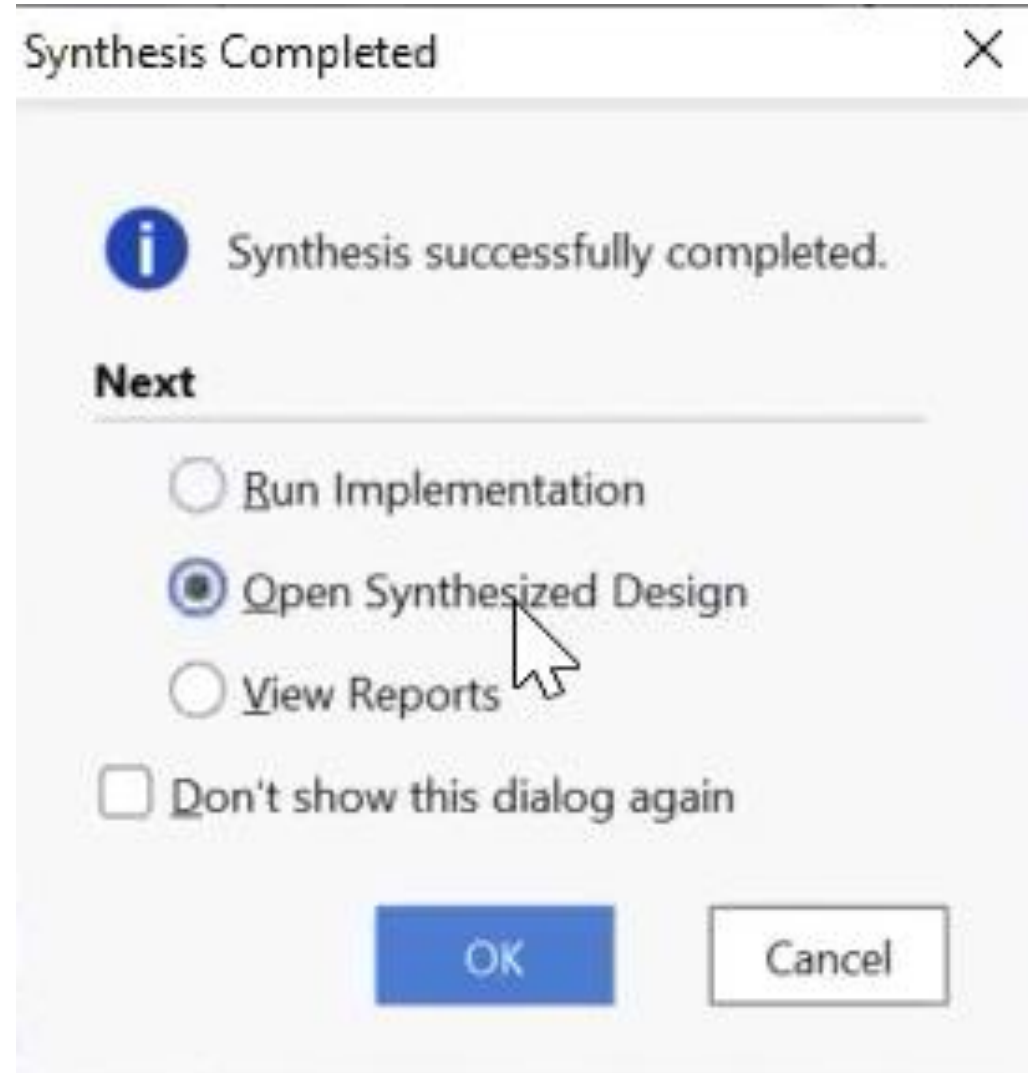 Synthesis Completed
Synthesis successfully completed.
Next
Run Implementation
Open Synthesized Design
View Reports
Don't show this dialog again
OK
Cancel